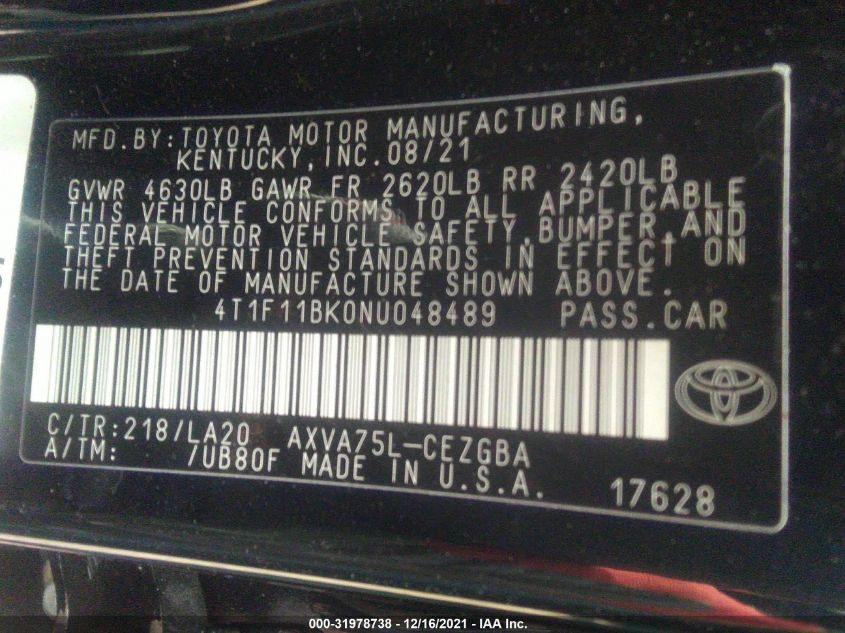 MFD.BY:TOYOTA MOTOR MANUFACTURING,
KENTUCKY,INC.08/21
GVWR 4630LB GAWR FR 2620LB RR 2420LB
THIS VEHICLE CONFORMS TO ALL APPLICABLE
FEDERAL MOTOR VEHICLE SAFETY,BUMPER,AND
THEFT PREVENTION STANDARDS IN EFFECT ON
THE DATE OF MANUFACTURE SHOWN ABOVE.
4T1F11BK0NU048489 PASS.CAR
C/TR:218/LA20 AXVA75L-CEZGBA
A/TM: /UB80F MADE IN U.S.A.
17628
000-31978738 - 12/16/2021 - IAA Inc.